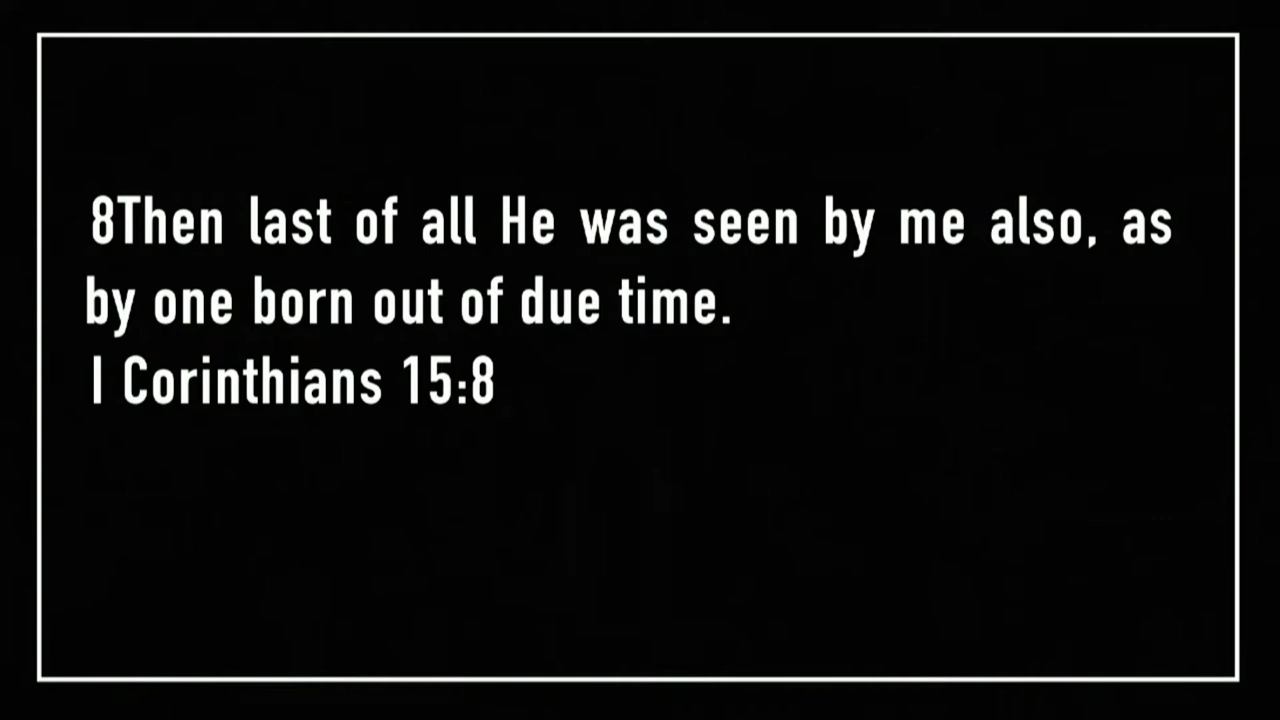 8Then last of all He was seen by me also, as
by one born out of due time.
I Corinthians 15:8